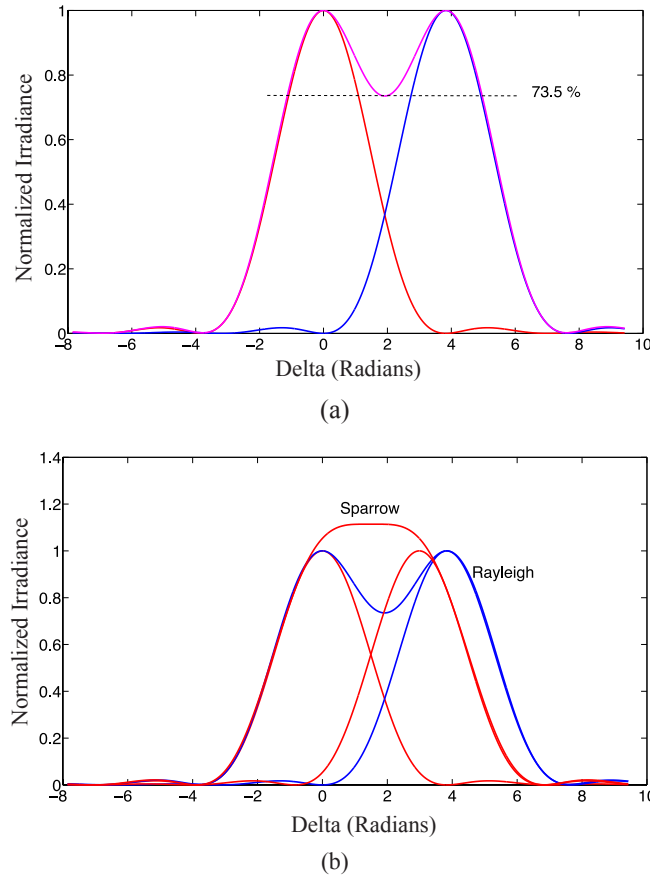 1
0.8
0.6
0.4
0.2
0
Normalized Irradiance
73.5 %
−8 −6 −4 −2 0 2 4 6 8 10
Delta (Radians)
(a)
1.4
1.2
1
0.8
0.6
0.4
0.2
0
Normalized Irradiance
Sparrow
Rayleigh
−8 −6 −4 −2 0 2 4 6 8 10
Delta (Radians)
(b)